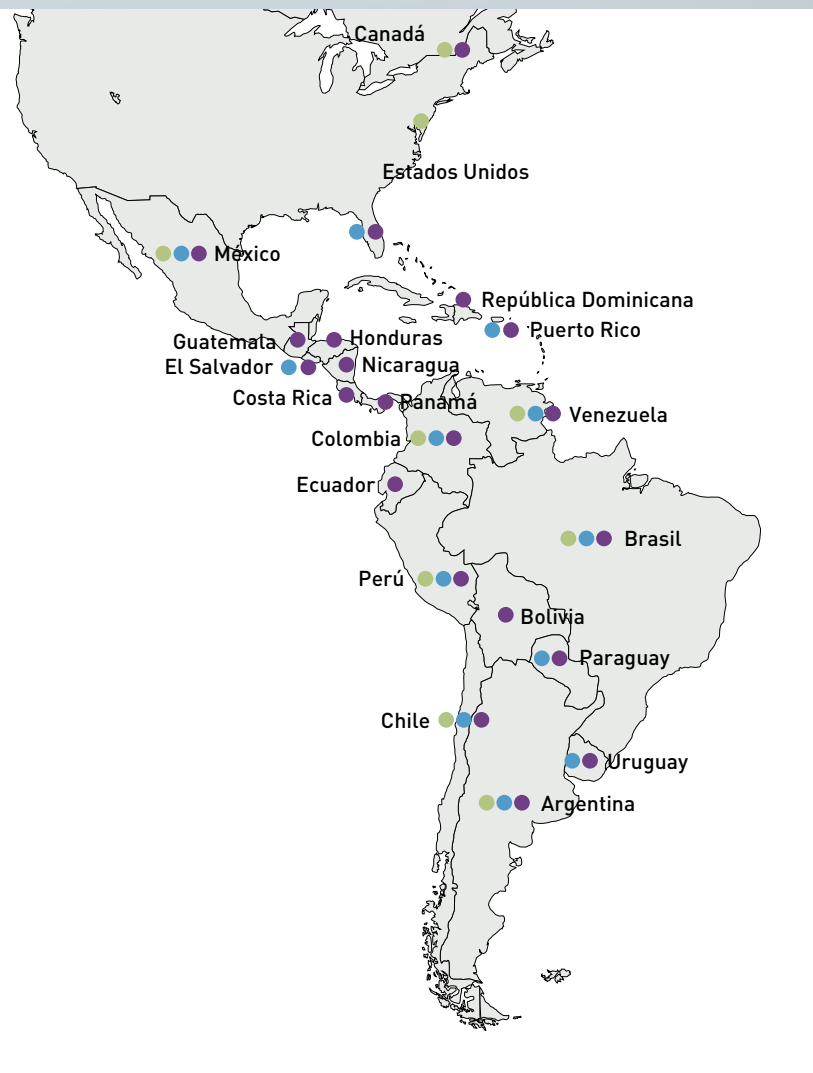 Canadá
Estados Unidos
México
República Dominicana
Puerto Rico
Guatemala
Honduras
El Salvador
Nicaragua
Costa Rica
Panamá
Venezuela
Colombia
Ecuador
Brasil
Perú
Bolivia
Paraguay
Chile
Uruguay
Argentina